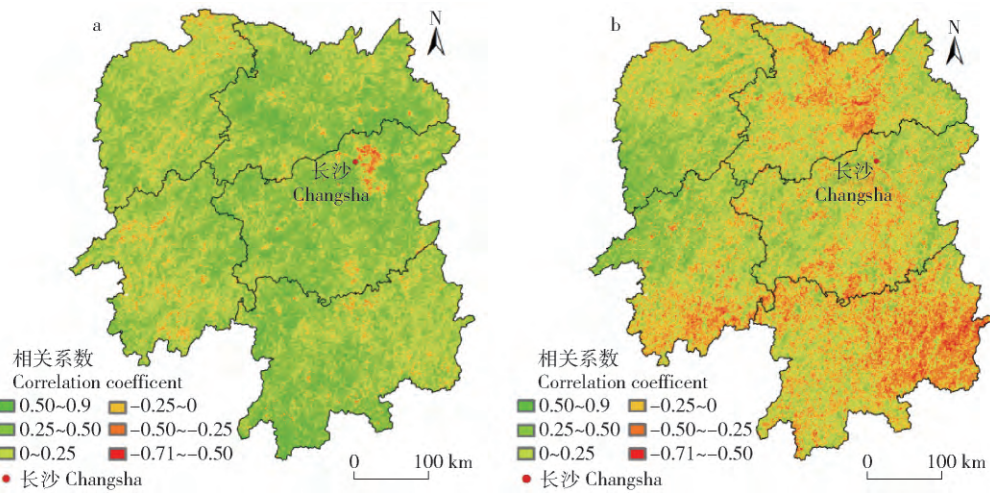 a
N
长沙
Changsha
相关系数
Correlation coefficent
0.50~0.9
−0.25~0
0.25~0.50
−0.50~−0.25
0~0.25
−0.71~−0.50
长沙 Changsha
0 100 km
b
N
长沙
Changsha
相关系数
Correlation coefficent
0.50~0.9
−0.25~0
0.25~0.50
−0.50~−0.25
0~0.25
−0.71~−0.50
长沙 Changsha
0 100 km